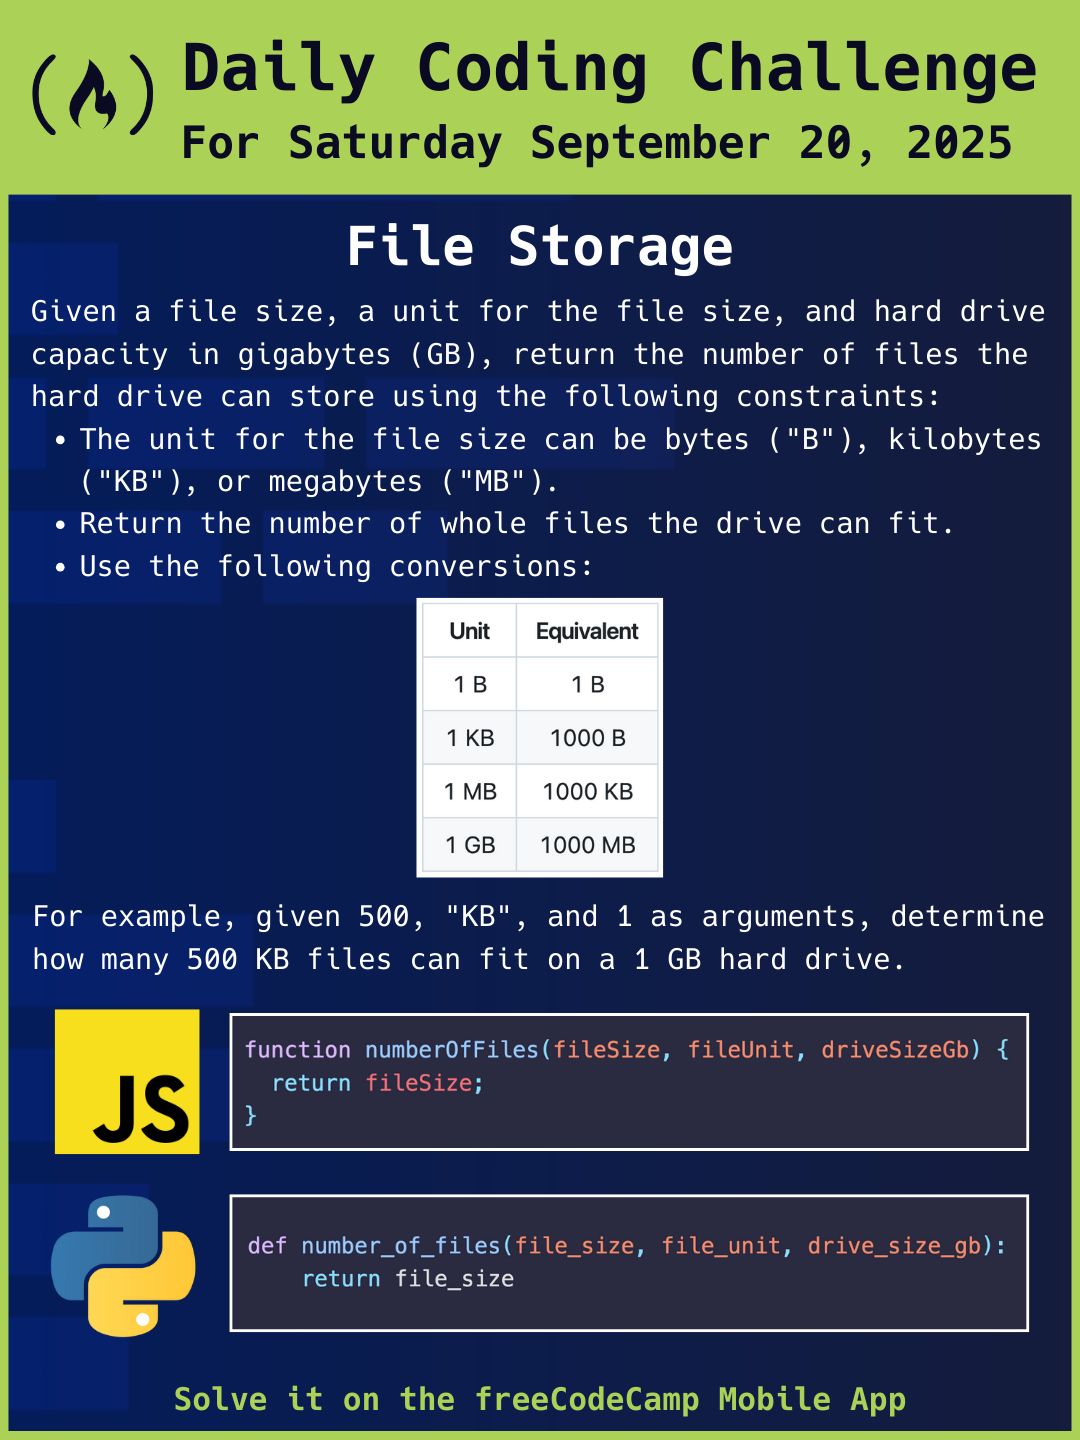 Daily Coding Challenge
For Saturday September 20, 2025
File Storage
Given a file size, a unit for the file size, and hard drive
capacity in gigabytes (GB), return the number of files the
hard drive can store using the following constraints:
• The unit for the file size can be bytes ("B"), kilobytes
("KB"), or megabytes ("MB").
• Return the number of whole files the drive can fit.
• Use the following conversions:
Unit Equivalent
1 B 1 B
1 KB 1000 B
1 MB 1000 KB
1 GB 1000 MB
For example, given 500, "KB", and 1 as arguments, determine
how many 500 KB files can fit on a 1 GB hard drive.
JS
function numberOfFiles(fileSize, fileUnit, driveSizeGb) {
  return fileSize;
}
def number_of_files(file_size, file_unit, drive_size_gb):
    return file_size
Solve it on the freeCodeCamp Mobile App